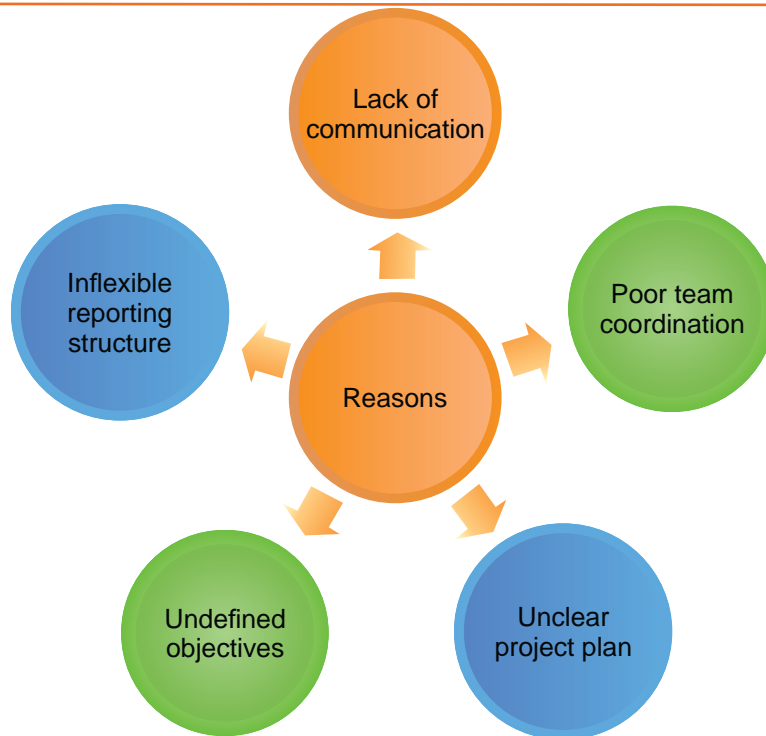 Lack of
communication
Inflexible
reporting
structure
Poor team
coordination
Reasons
Undefined
objectives
Unclear
project plan